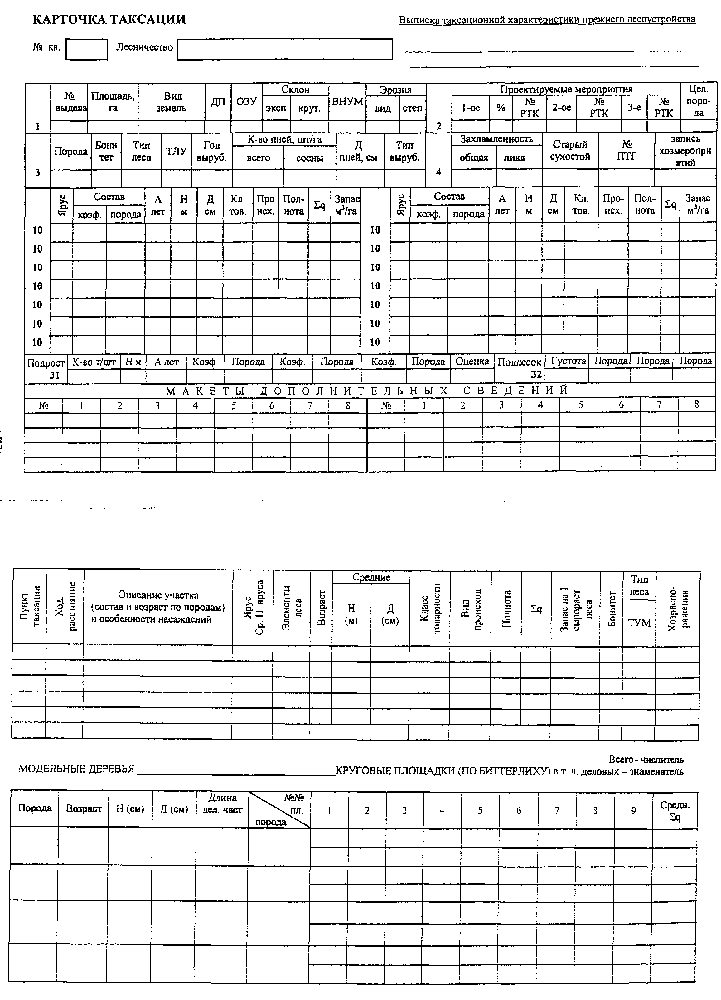 КАРТОЧКА ТАКСАЦИИ
Выписка таксационной характеристики прежнего лесоустройства
№ кв. Лесничество
1 № выдела Площадь, га Вид земель ДП ОЗУ Склон эксп крут. ВНУМ Эрозия вид степ 2 Проектируемые мероприятия 1-ое % № РТК 2-ое № РТК 3-е № РТК Цел. поро-да
3 Порода Бони тет Тип леса ТЛУ Год выруб. К-во пней, шт/га всего сосны Д пней, см Тип выруб. 4 Захламленность общая ликв Старый сухостой № ПТГ запись хозмероприятий
Ярус Состав коэф. порода А лет Н м Д см Кл. тов. Про исх. Пол-нота Σq Запас м³/га Ярус Состав коэф. порода А лет Н м Д см Кл. тов. Про-исх. Пол-нота Σq Запас м³/га
10 10
10 10
10 10
10 10
10 10
10 10
10 10
Подрост 31 К-во т/шт Н м А лет Коэф Порода Коэф. Порода Коэф. Порода Оценка Подлесок 32 Густота Порода Порода Порода
МАКЕТЫ ДОПОЛНИТЕЛЬНЫХ СВЕДЕНИЙ
№ 1 2 3 4 5 6 7 8 № 1 2 3 4 5 6 7 8
Пункт таксации Ход. расстояние Описание участка (состав и возраст по породам) и особенности насаждений Ярус Ср. Н яруса Элементы леса Возраст Средние Н (м) Д (см) Класс товарности Вид происход Полнота Σq Запас на 1 сырораст леса Бонитет Тип леса ТУМ Хозраспо-ряжения
Всего - числитель
МОДЕЛЬНЫЕ ДЕРЕВЬЯ КРУГОВЫЕ ПЛОЩАДКИ (ПО БИТТЕРЛИХУ) в т. ч. деловых – знаменатель
Порода Возраст Н (см) Д (см) Длина дел. част №№ пл. порода 1 2 3 4 5 6 7 8 9 Средн. Σq